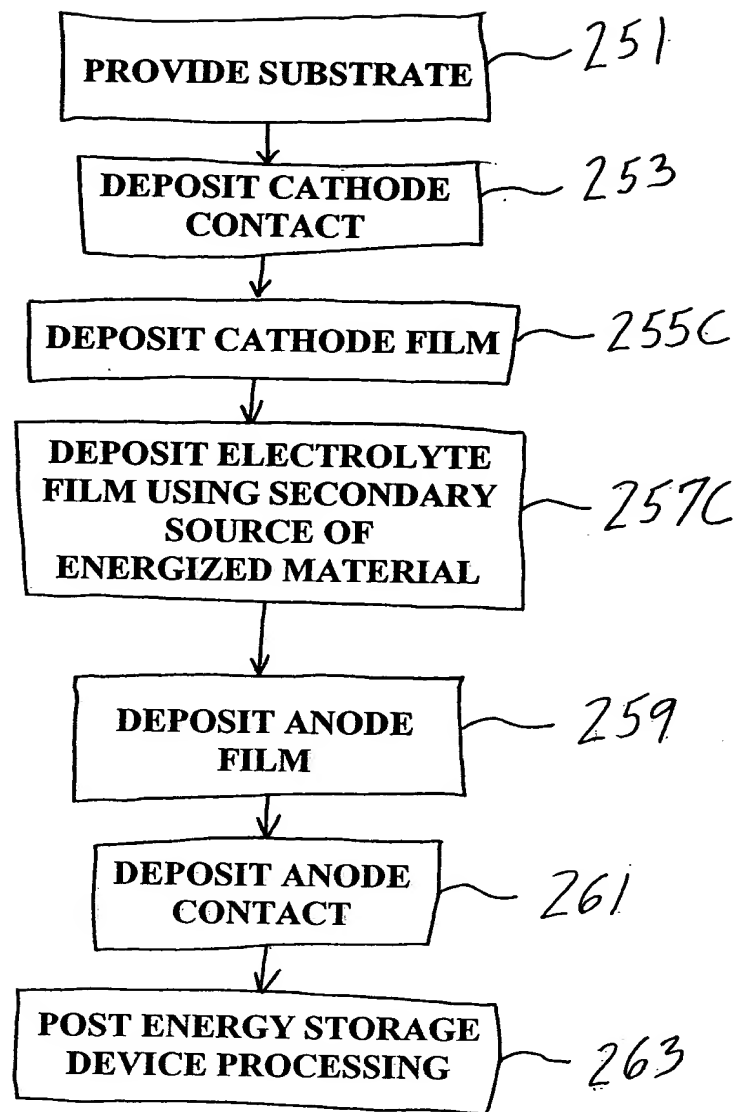 PROVIDE SUBSTRATE
251
DEPOSIT CATHODE
CONTACT
253
DEPOSIT CATHODE FILM
255C
DEPOSIT ELECTROLYTE
FILM USING SECONDARY
SOURCE OF
ENERGIZED MATERIAL
257C
DEPOSIT ANODE
FILM
259
DEPOSIT ANODE
CONTACT
261
POST ENERGY STORAGE
DEVICE PROCESSING
263